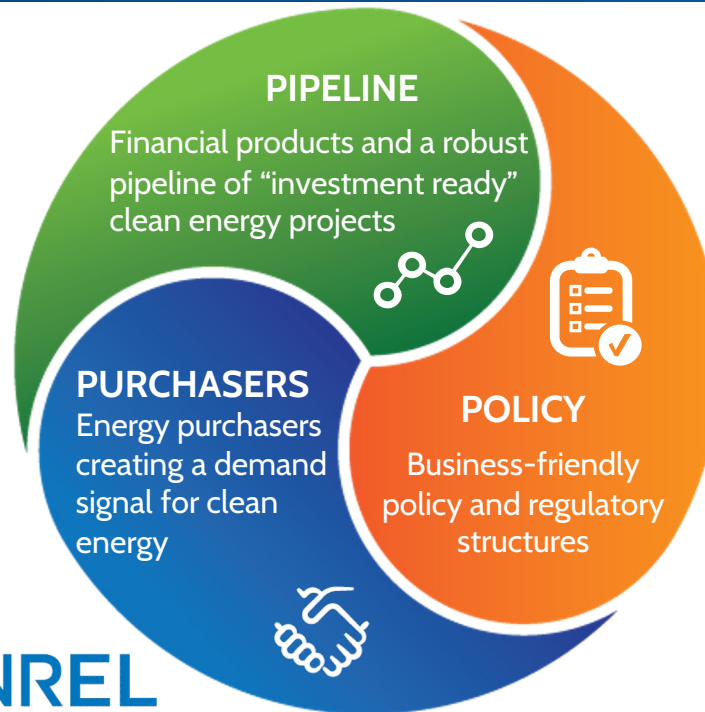 PIPELINE
Financial products and a robust
pipeline of “investment ready”
clean energy projects
PURCHASERS
Energy purchasers
creating a demand
signal for clean
energy
POLICY
Business-friendly
policy and regulatory
structures
NREL